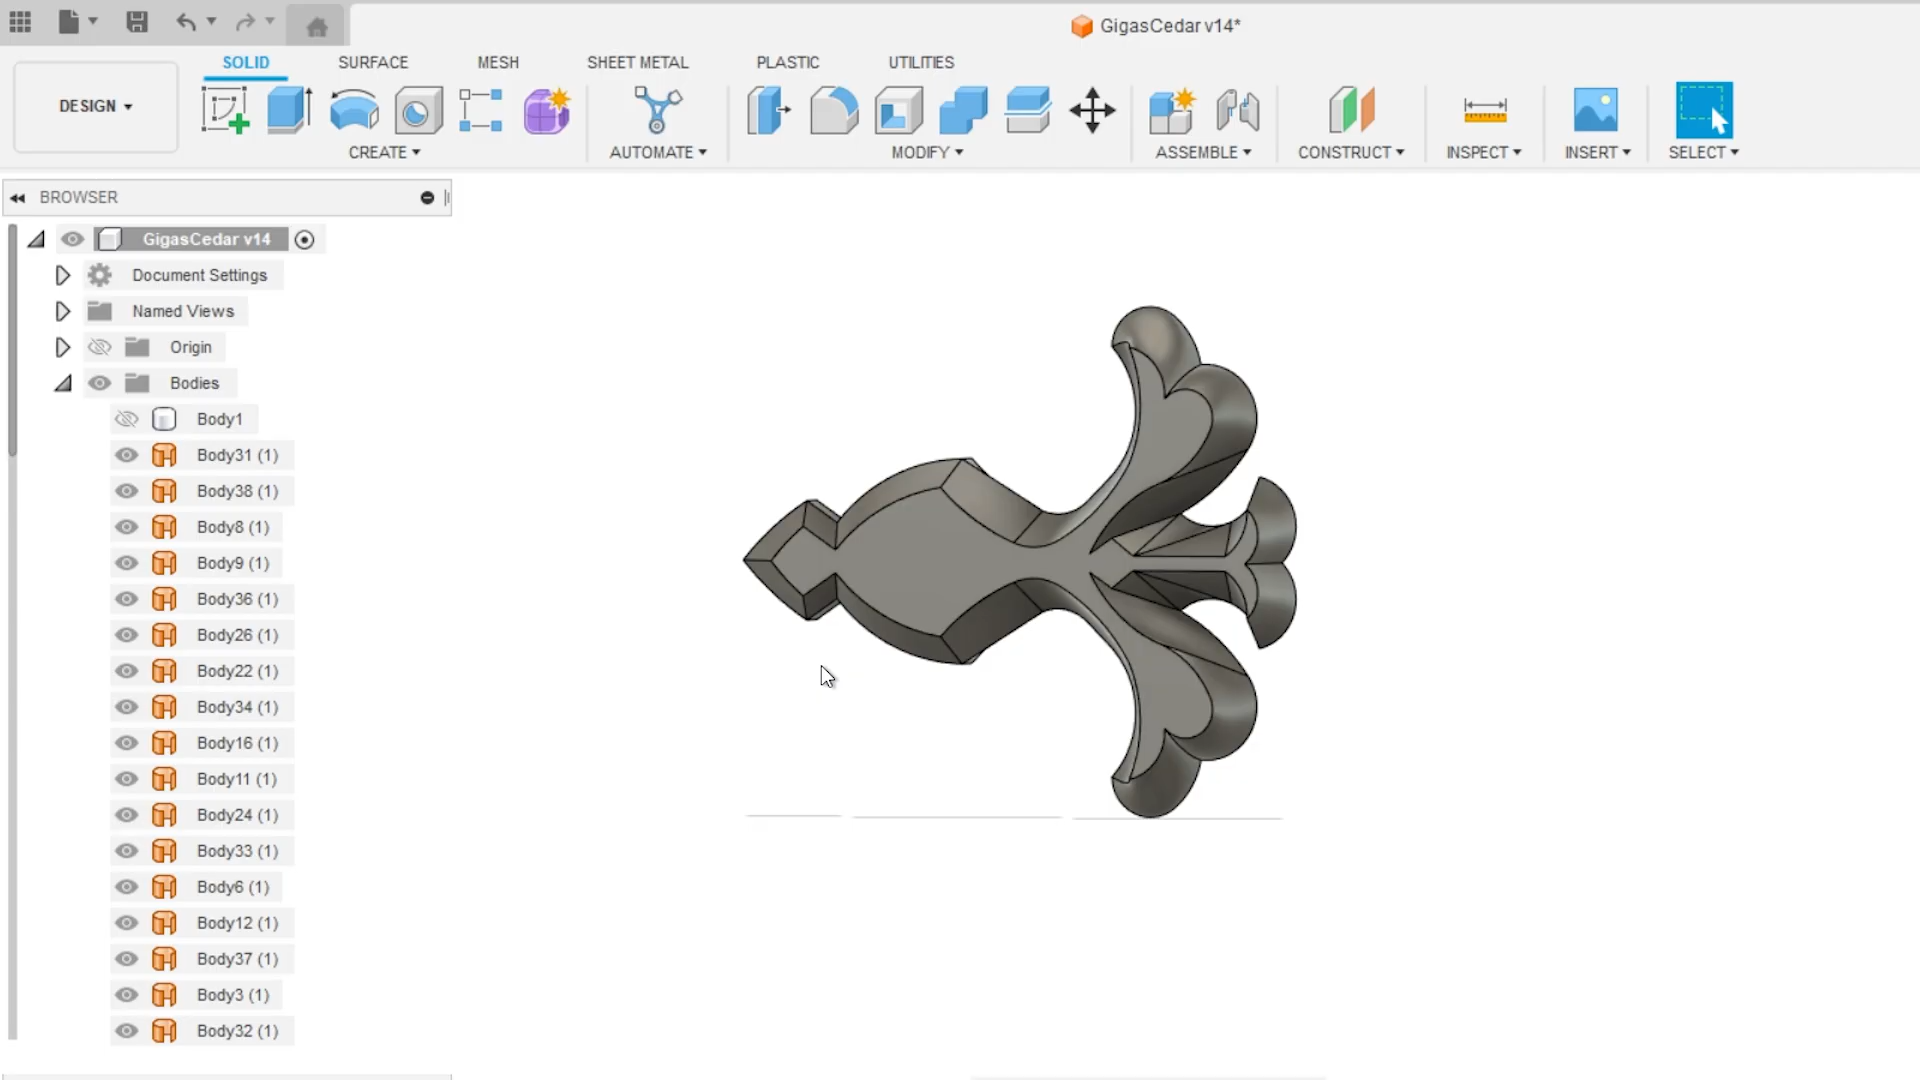 GigasCedar v14*
SOLID SURFACE MESH SHEET METAL PLASTIC UTILITIES
DESIGN
CREATE AUTOMATE MODIFY ASSEMBLE CONSTRUCT INSPECT INSERT SELECT
BROWSER
GigasCedar v14
Document Settings
Named Views
Origin
Bodies
Body1
Body31 (1)
Body38 (1)
Body8 (1)
Body9 (1)
Body36 (1)
Body26 (1)
Body22 (1)
Body34 (1)
Body16 (1)
Body11 (1)
Body24 (1)
Body33 (1)
Body6 (1)
Body12 (1)
Body37 (1)
Body3 (1)
Body32 (1)